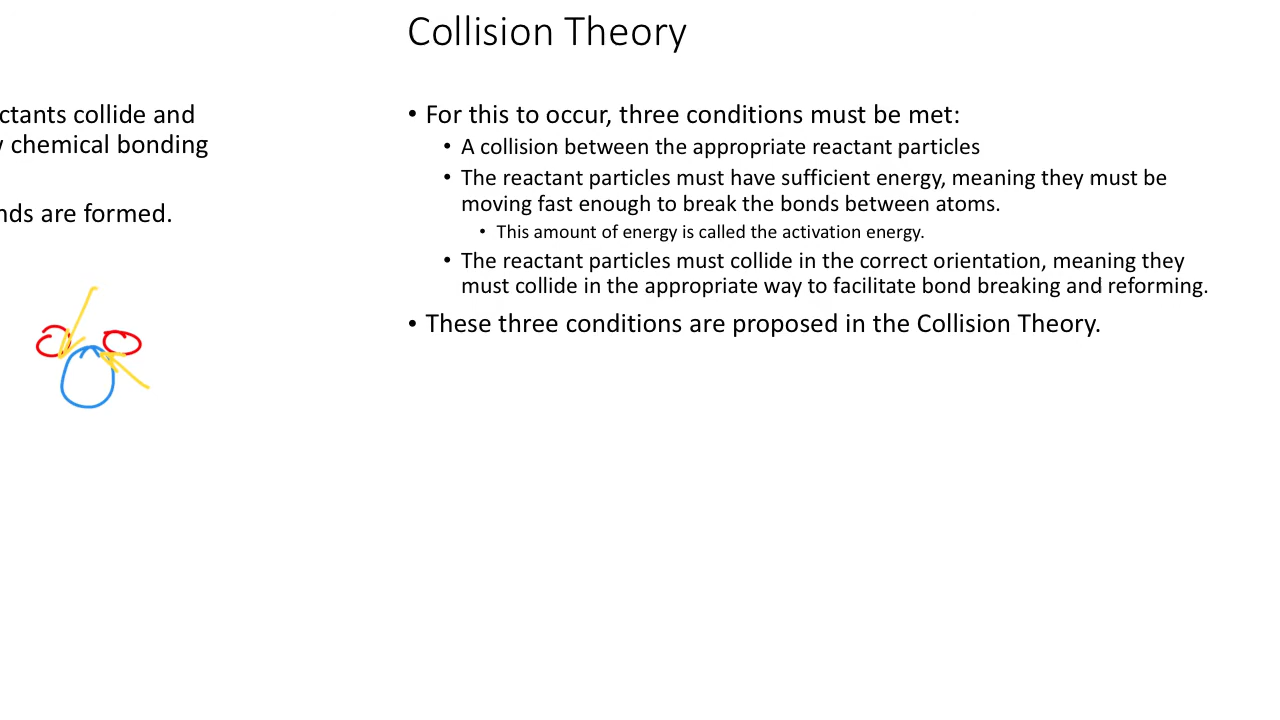 Collision Theory
ctants collide and
chemical bonding
nds are formed.
• For this to occur, three conditions must be met:
• A collision between the appropriate reactant particles
• The reactant particles must have sufficient energy, meaning they must be
moving fast enough to break the bonds between atoms.
• This amount of energy is called the activation energy.
• The reactant particles must collide in the correct orientation, meaning they
must collide in the appropriate way to facilitate bond breaking and reforming.
• These three conditions are proposed in the Collision Theory.